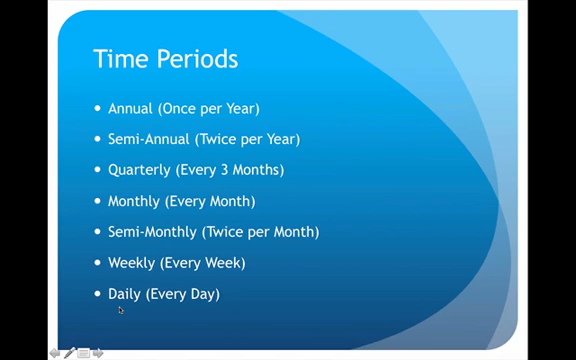 Time Periods
Annual (Once per Year)
Semi-Annual (Twice per Year)
Quarterly (Every 3 Months)
Monthly (Every Month)
Semi-Monthly (Twice per Month)
Weekly (Every Week)
Daily (Every Day)